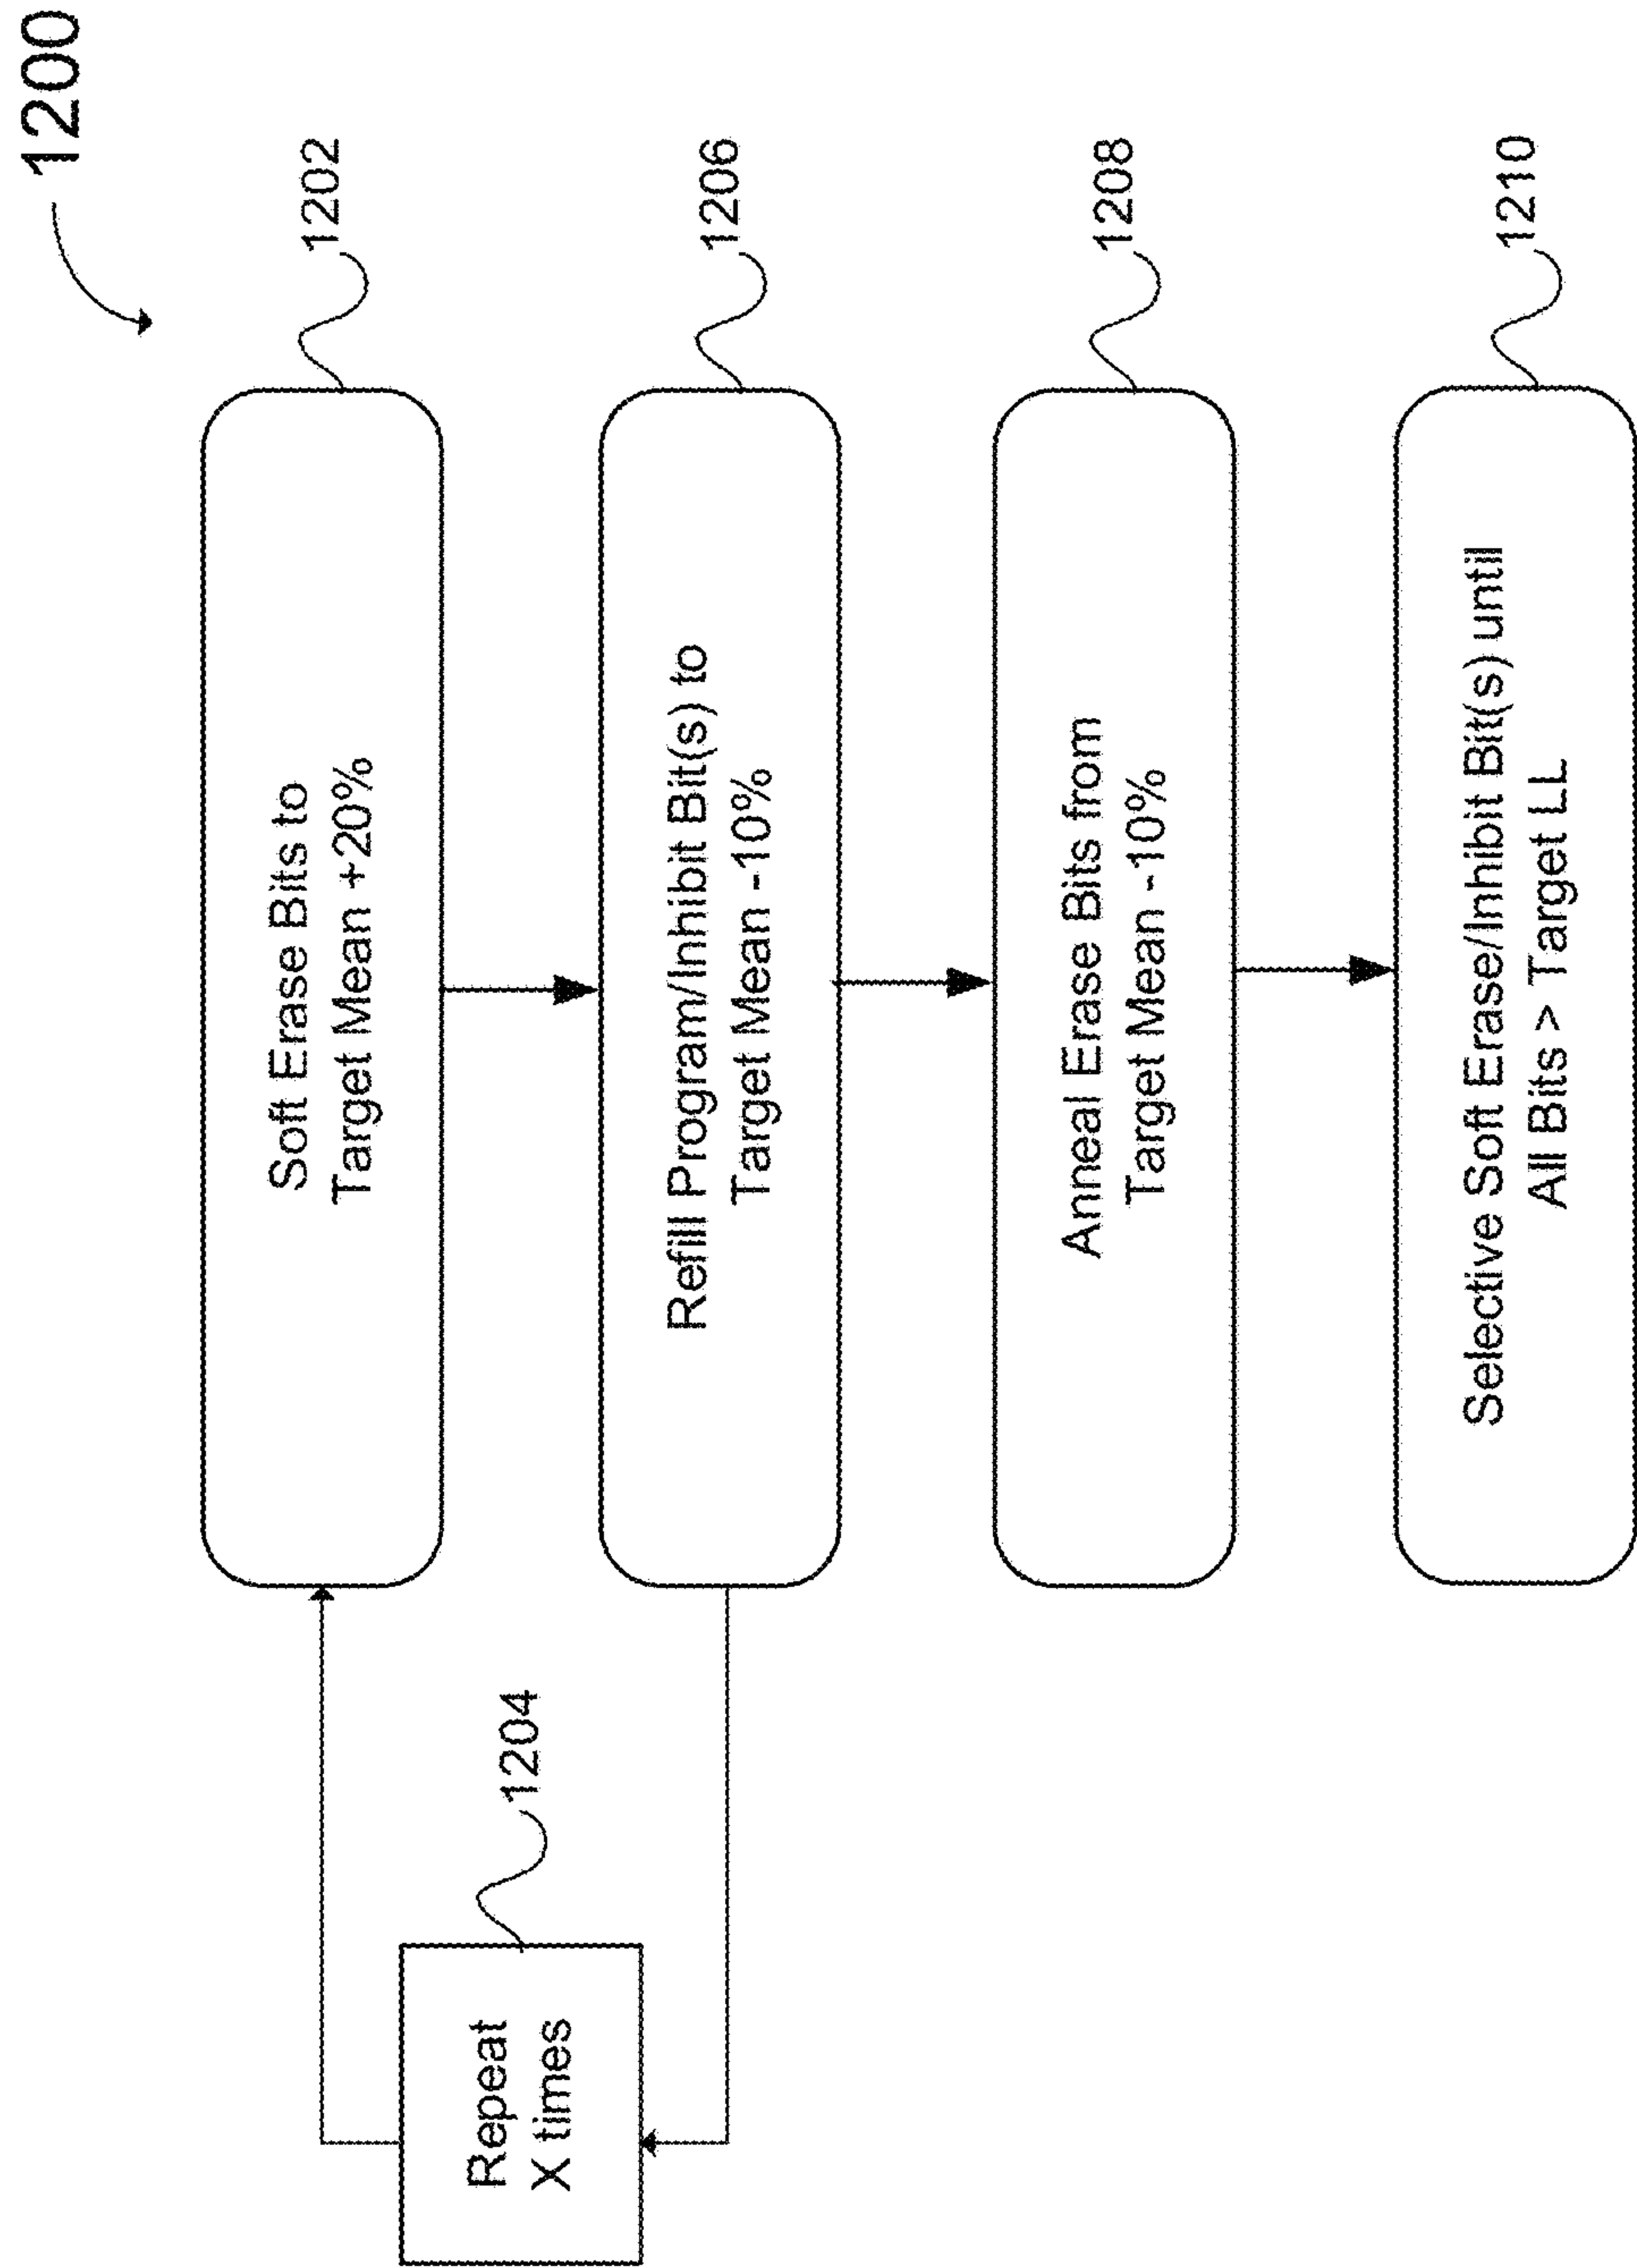 1200
Soft Erase Bits to
Target Mean +20%
1202
Repeat
X times
1204
Refill Program/Inhibit Bit(s) to
Target Mean -10%
1206
Anneal Erase Bits from
Target Mean -10%
1208
Selective Soft Erase/Inhibit Bit(s) until
All Bits > Target LL
1210